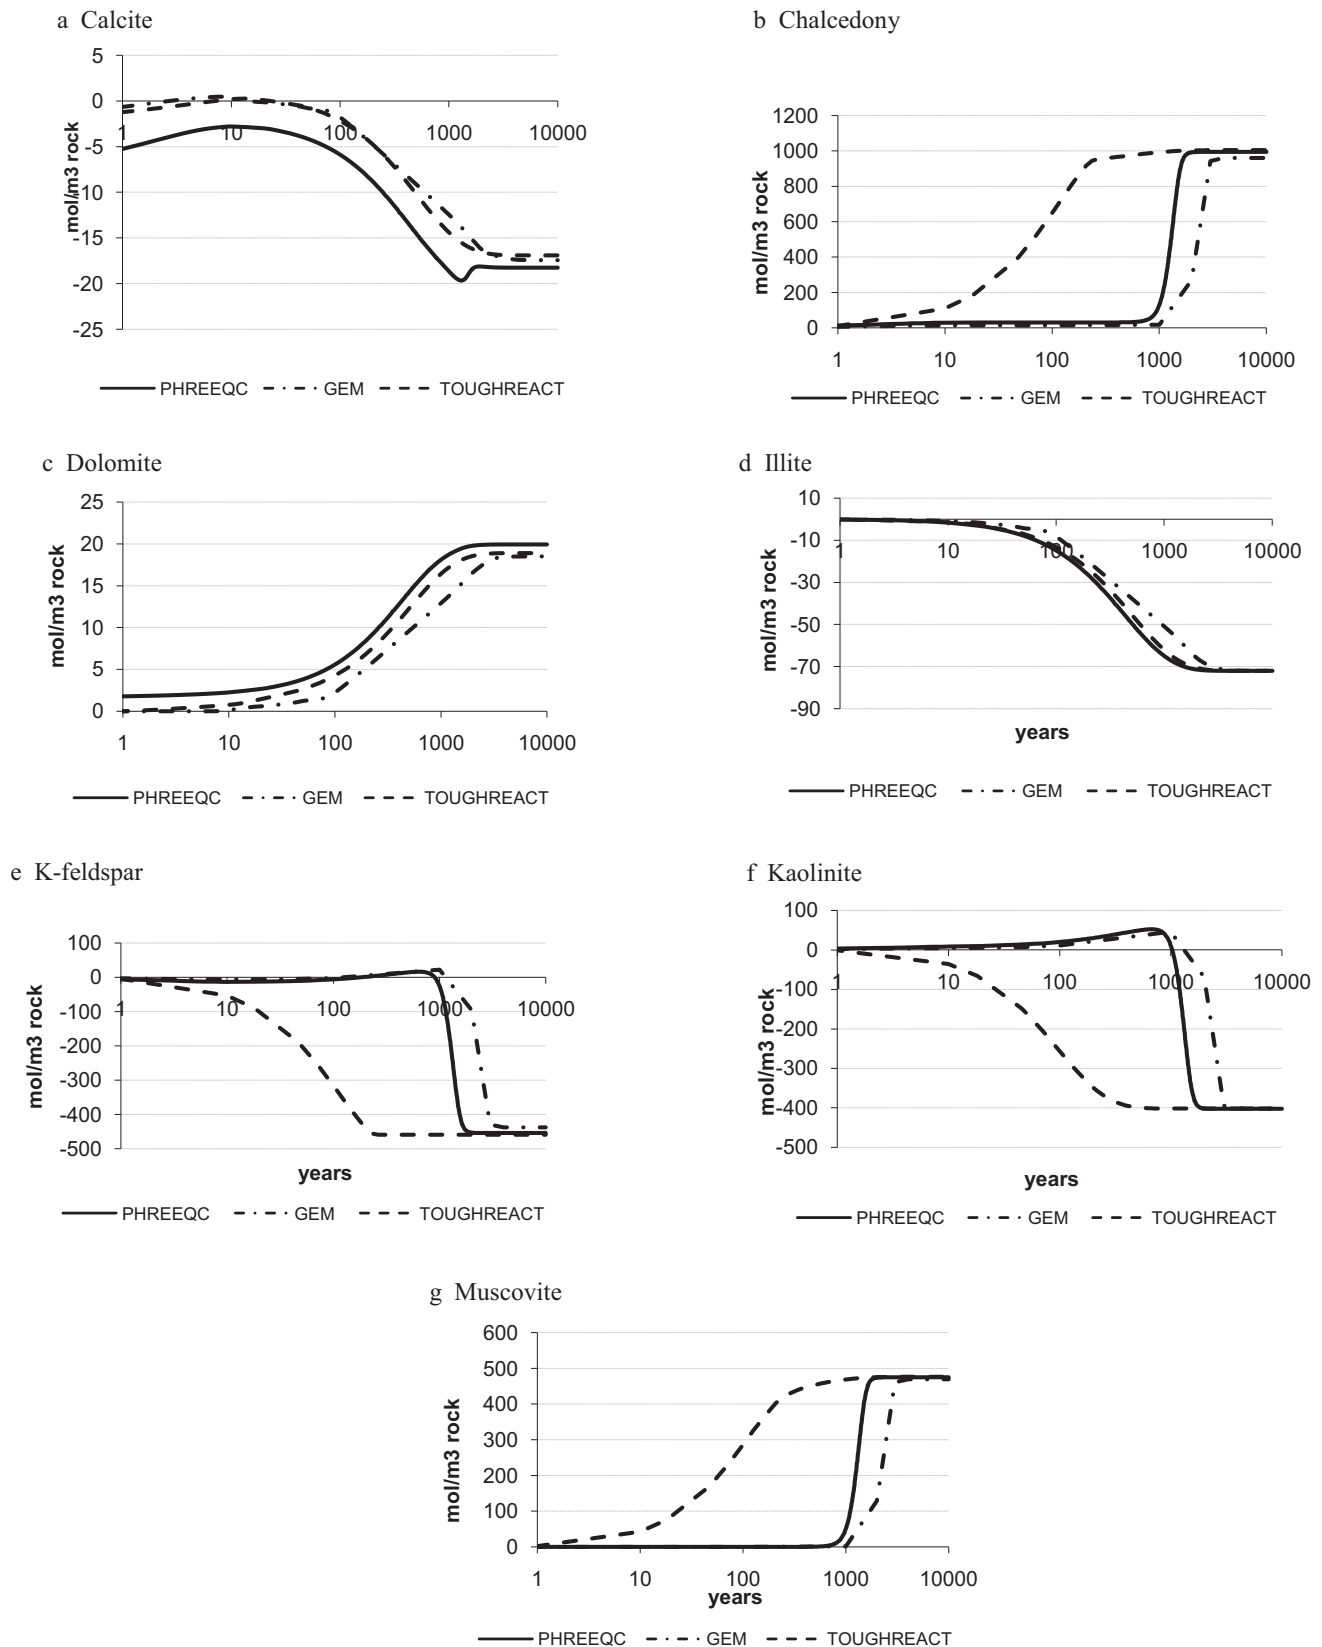 a Calcite
5
0
-5
-10
-15
-20
-25
1 10 100 1000 10000
mol/m3 rock
PHREEQC GEM TOUGHREACT
b Chalcedony
1200
1000
800
600
400
200
0
1 10 100 1000 10000
mol/m3 rock
PHREEQC GEM TOUGHREACT
c Dolomite
25
20
15
10
5
0
1 10 100 1000 10000
mol/m3 rock
PHREEQC GEM TOUGHREACT
d Illite
10
-10
-30
-50
-70
-90
1 10 100 1000 10000
mol/m3 rock
years
PHREEQC GEM TOUGHREACT
e K-feldspar
100
0
-100
-200
-300
-400
-500
1 10 100 1000 10000
mol/m3 rock
years
PHREEQC GEM TOUGHREACT
f Kaolinite
100
0
-100
-200
-300
-400
-500
1 10 100 1000 10000
mol/m3 rock
years
PHREEQC GEM TOUGHREACT
g Muscovite
600
500
400
300
200
100
0
1 10 100 1000 10000
mol/m3 rock
years
PHREEQC GEM TOUGHREACT